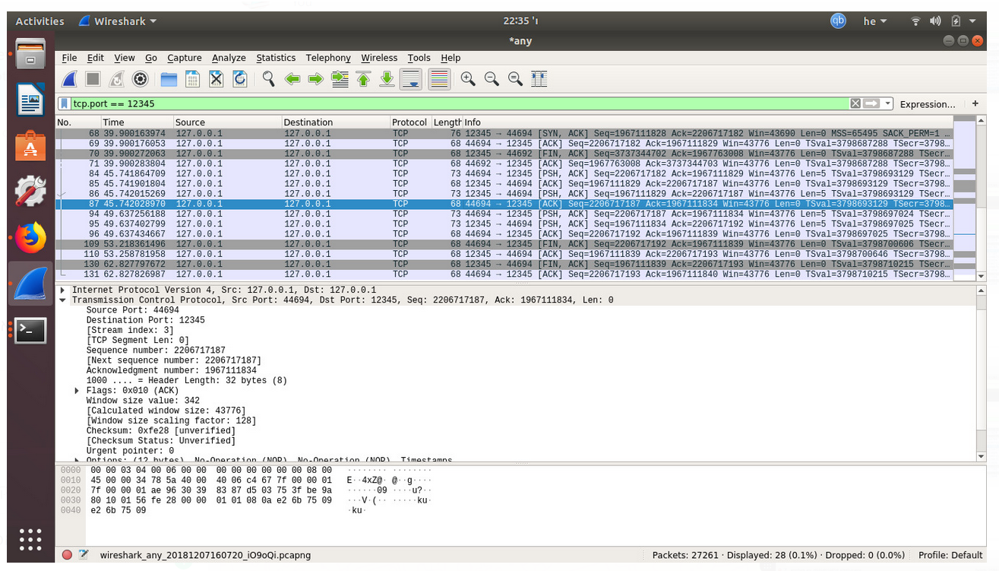 Activities Wireshark 22:35 'ו he
*any
File Edit View Go Capture Analyze Statistics Telephony Wireless Tools Help
tcp.port == 12345 Expression… +
No. Time Source Destination Protocol Length Info
68 39.900163974 127.0.0.1 127.0.0.1 TCP 76 12345 → 44694 [SYN, ACK] Seq=1967111828 Ack=2206717182 Win=43690 Len=0 MSS=65495 SACK_PERM=1 …
69 39.900176053 127.0.0.1 127.0.0.1 TCP 68 44694 → 12345 [ACK] Seq=2206717182 Ack=1967111829 Win=43776 Len=0 TSval=3798687288 TSecr=3798…
70 39.900272063 127.0.0.1 127.0.0.1 TCP 68 12345 → 44692 [FIN, ACK] Seq=3737344702 Ack=1967763008 Win=43776 Len=0 TSval=3798687288 TSecr…
71 39.900283804 127.0.0.1 127.0.0.1 TCP 68 44692 → 12345 [ACK] Seq=1967763008 Ack=3737344703 Win=43776 Len=0 TSval=3798687288 TSecr=3798…
84 45.741864709 127.0.0.1 127.0.0.1 TCP 73 44694 → 12345 [PSH, ACK] Seq=2206717182 Ack=1967111829 Win=43776 Len=5 TSval=3798693129 TSecr…
85 45.741901804 127.0.0.1 127.0.0.1 TCP 68 12345 → 44694 [ACK] Seq=1967111829 Ack=2206717187 Win=43776 Len=0 TSval=3798693129 TSecr=3798…
86 45.742015269 127.0.0.1 127.0.0.1 TCP 73 12345 → 44694 [PSH, ACK] Seq=1967111829 Ack=2206717187 Win=43776 Len=5 TSval=3798693129 TSecr…
87 45.742028970 127.0.0.1 127.0.0.1 TCP 68 44694 → 12345 [ACK] Seq=2206717187 Ack=1967111834 Win=43776 Len=0 TSval=3798693129 TSecr=3798…
94 49.637256188 127.0.0.1 127.0.0.1 TCP 73 44694 → 12345 [PSH, ACK] Seq=2206717187 Ack=1967111834 Win=43776 Len=5 TSval=3798697024 TSecr…
95 49.637402799 127.0.0.1 127.0.0.1 TCP 73 12345 → 44694 [PSH, ACK] Seq=1967111834 Ack=2206717192 Win=43776 Len=5 TSval=3798697025 TSecr…
96 49.637434667 127.0.0.1 127.0.0.1 TCP 68 44694 → 12345 [ACK] Seq=2206717192 Ack=1967111839 Win=43776 Len=0 TSval=3798697025 TSecr=3798…
109 53.218361496 127.0.0.1 127.0.0.1 TCP 68 44694 → 12345 [FIN, ACK] Seq=2206717192 Ack=1967111839 Win=43776 Len=0 TSval=3798700606 TSecr…
110 53.258781958 127.0.0.1 127.0.0.1 TCP 68 12345 → 44694 [ACK] Seq=1967111839 Ack=2206717193 Win=43776 Len=0 TSval=3798700646 TSecr=3798…
130 62.827797672 127.0.0.1 127.0.0.1 TCP 68 12345 → 44694 [FIN, ACK] Seq=1967111839 Ack=2206717193 Win=43776 Len=0 TSval=3798710215 TSecr…
131 62.827826987 127.0.0.1 127.0.0.1 TCP 68 44694 → 12345 [ACK] Seq=2206717193 Ack=1967111840 Win=43776 Len=0 TSval=3798710215 TSecr=3798…
Internet Protocol Version 4, Src: 127.0.0.1, Dst: 127.0.0.1
Transmission Control Protocol, Src Port: 44694, Dst Port: 12345, Seq: 2206717187, Ack: 1967111834, Len: 0
Source Port: 44694
Destination Port: 12345
[Stream index: 3]
[TCP Segment Len: 0]
Sequence number: 2206717187
[Next sequence number: 2206717187]
Acknowledgment number: 1967111834
1000 .... = Header Length: 32 bytes (8)
Flags: 0x010 (ACK)
Window size value: 342
[Calculated window size: 43776]
[Window size scaling factor: 128]
Checksum: 0xfe28 [unverified]
[Checksum Status: Unverified]
Urgent pointer: 0
Options: (12 bytes), No-Operation (NOP), No-Operation (NOP), Timestamps
0000 00 00 03 04 00 06 00 00 00 00 00 00 00 00 08 00 ········ ········
0010 45 00 00 34 78 5a 40 00 40 06 c4 67 7f 00 00 01 E··4xZ@· @··g····
0020 7f 00 00 01 ae 96 30 39 83 87 d5 03 75 3f be 9a ······09 ····u?··
0030 80 10 01 56 fe 28 00 00 01 01 08 0a e2 6b 75 09 ···V·(·· ·····ku·
0040 e2 6b 75 09 ·ku·
wireshark_any_20181207160720_iO9oQi.pcapng Packets: 27261 · Displayed: 28 (0.1%) · Dropped: 0 (0.0%) Profile: Default